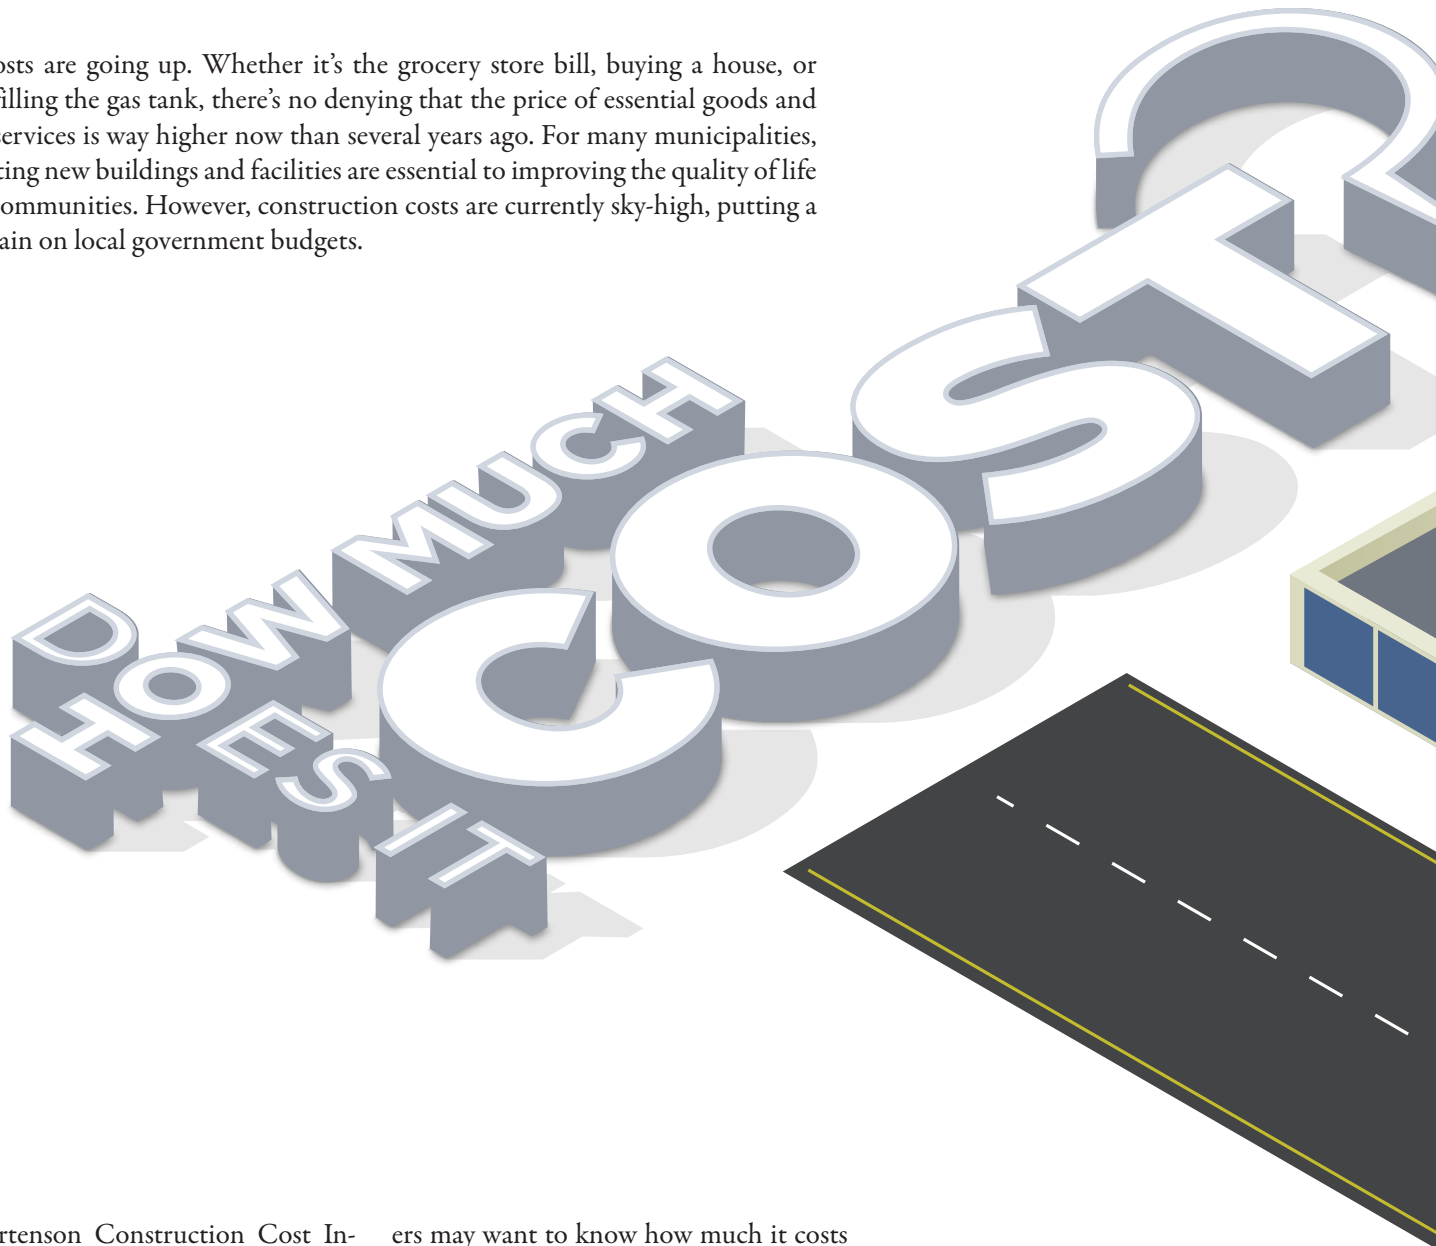 osts are going up. Whether it’s the grocery store bill, buying a house, or
filling the gas tank, there’s no denying that the price of essential goods and
services is way higher now than several years ago. For many municipalities,
ting new buildings and facilities are essential to improving the quality of life
ommunities. However, construction costs are currently sky-high, putting a
ain on local government budgets.
HOW MUCH
DOES IT
COST?
rtenson Construction Cost In-
ers may want to know how much it costs